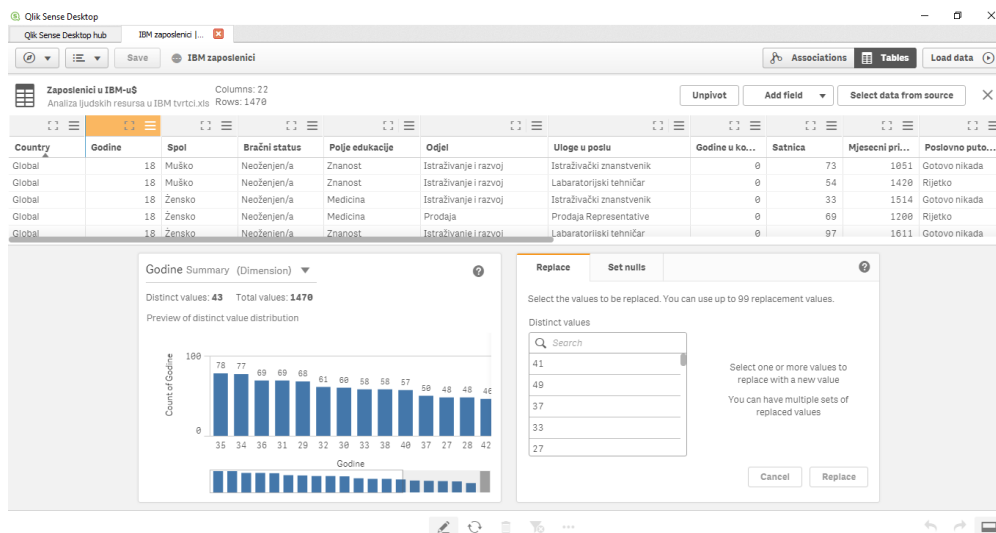 Qlik Sense Desktop
Qlik Sense Desktop hub IBM zaposlenici |...
Save IBM zaposlenici Associations Tables Load data
Zaposlenici u IBM-u$ Columns: 22
Analiza ljudskih resursa u IBM tvrtci.xls Rows: 1470
Unpivot Add field Select data from source
Country Godine Spol Bračni status Polje edukacije Odjel Uloge u poslu Godine u ko... Satnica Mjesecni pri... Poslovno puto...
Global 18 Muško Neoženjen/a Znanost Istraživanje i razvoj Istraživački znanstvenik 0 73 1051 Gotovo nikada
Global 18 Muško Neoženjen/a Znanost Istraživanje i razvoj Labaratorijski tehničar 0 54 1420 Rijetko
Global 18 Žensko Neoženjen/a Medicina Istraživanje i razvoj Istraživački znanstvenik 0 33 1514 Gotovo nikada
Global 18 Žensko Neoženjen/a Medicina Prodaja Prodaja Representative 0 69 1200 Rijetko
Global 18 Žensko Neoženjen/a Znanost Istraživanje i razvoj Labaratorijski tehničar 0 97 1611 Gotovo nikada
Godine Summary (Dimension)
Distinct values: 43 Total values: 1470
Preview of distinct value distribution
Count of Godine
100
0
78 77 69 69 68 61 60 58 58 57 50 48 48 46
35 34 36 31 29 32 30 33 38 40 37 27 28 42
Godine
Replace Set nulls
Select the values to be replaced. You can use up to 99 replacement values.
Distinct values
Search
41
49
37
33
27
Select one or more values to
replace with a new value
You can have multiple sets of
replaced values
Cancel Replace